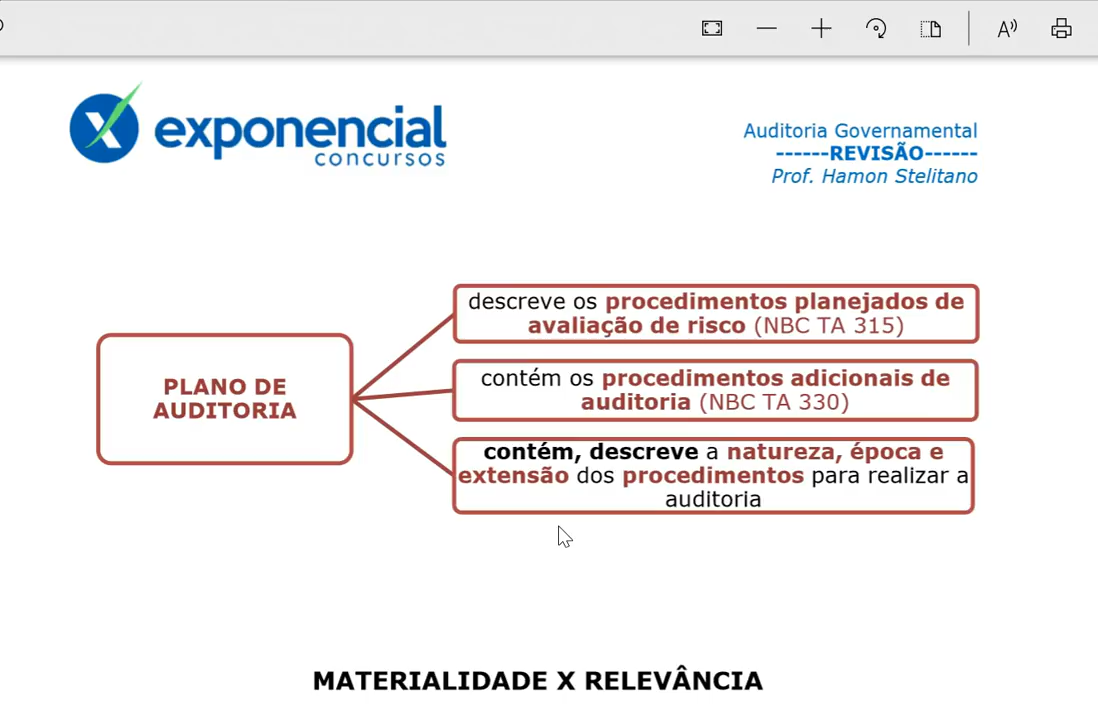 exponencial
concursos
Auditoria Governamental
------REVISÃO------
Prof. Hamon Stelitano
descreve os procedimentos planejados de
avaliação de risco (NBC TA 315)
PLANO DE
AUDITORIA
contém os procedimentos adicionais de
auditoria (NBC TA 330)
contém, descreve a natureza, época e
extensão dos procedimentos para realizar a
auditoria
MATERIALIDADE X RELEVÂNCIA